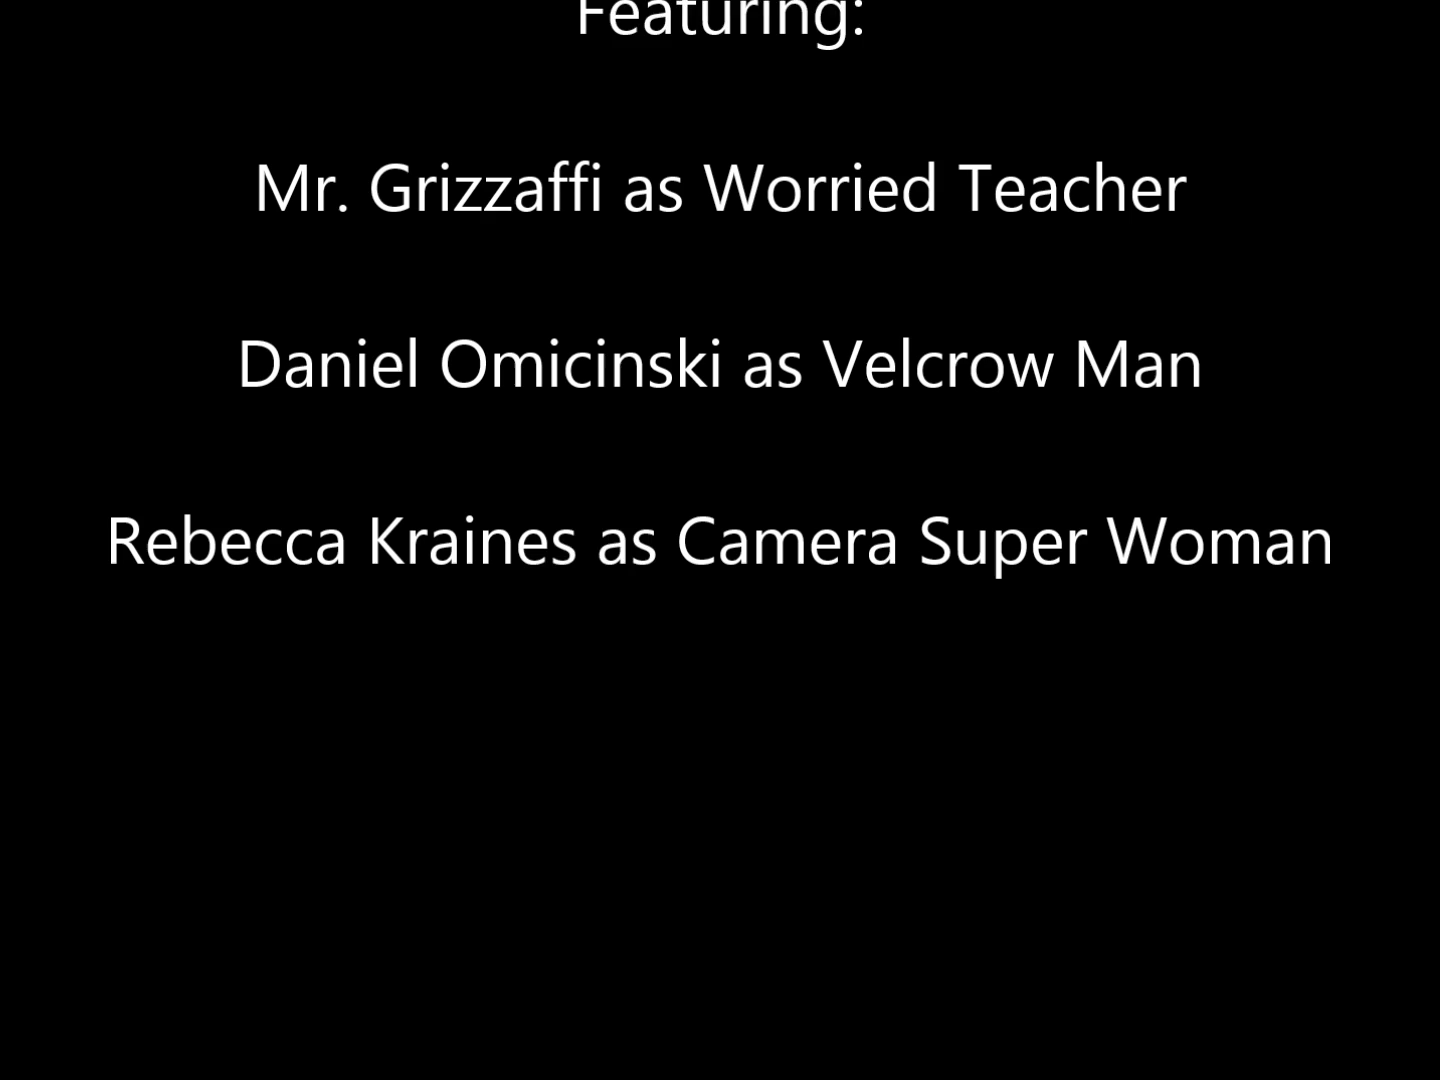 Featuring:
Mr. Grizzaffi as Worried Teacher
Daniel Omicinski as Velcrow Man
Rebecca Kraines as Camera Super Woman